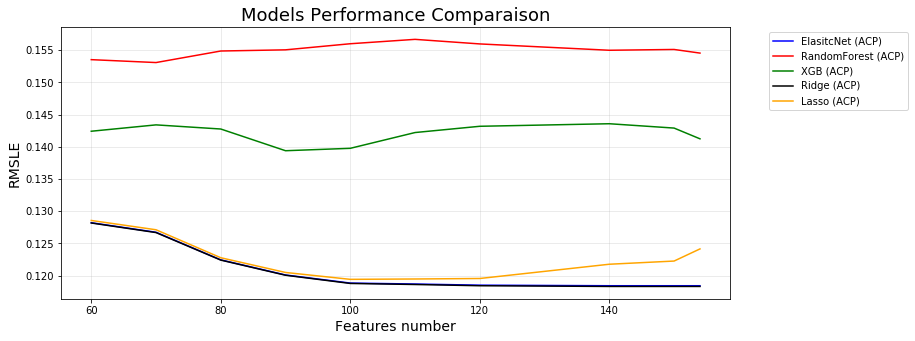 Models Performance Comparaison
0.155
0.150
0.145
0.140
0.135
0.130
0.125
0.120
RMSLE
60
80
100
120
140
Features number
ElasitcNet (ACP)
RandomForest (ACP)
XGB (ACP)
Ridge (ACP)
Lasso (ACP)